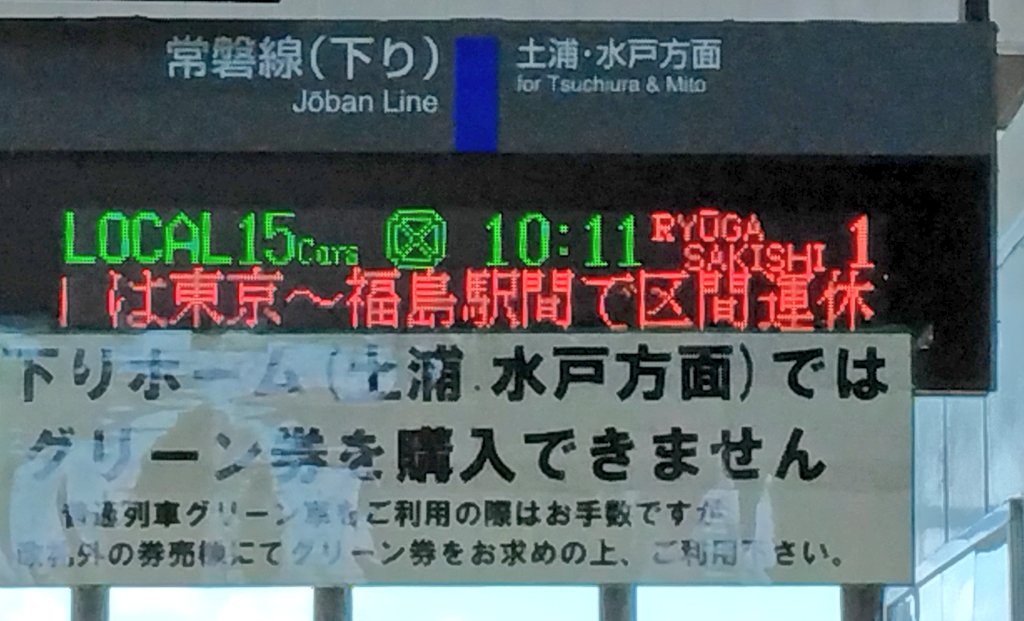 常磐線(下り)
Jōban Line
土浦・水戸方面
for Tsuchiura & Mito
LOCAL 15Cars 10:11 RYŪGASAKISHI 1
は東京～福島駅間で区間運休
下りホーム(土浦 水戸方面)では
グリーン券を購入できません
普通列車グリーン車をご利用の際はお手数ですが
改札外の券売機にてグリーン券をお求めの上、ご利用下さい。